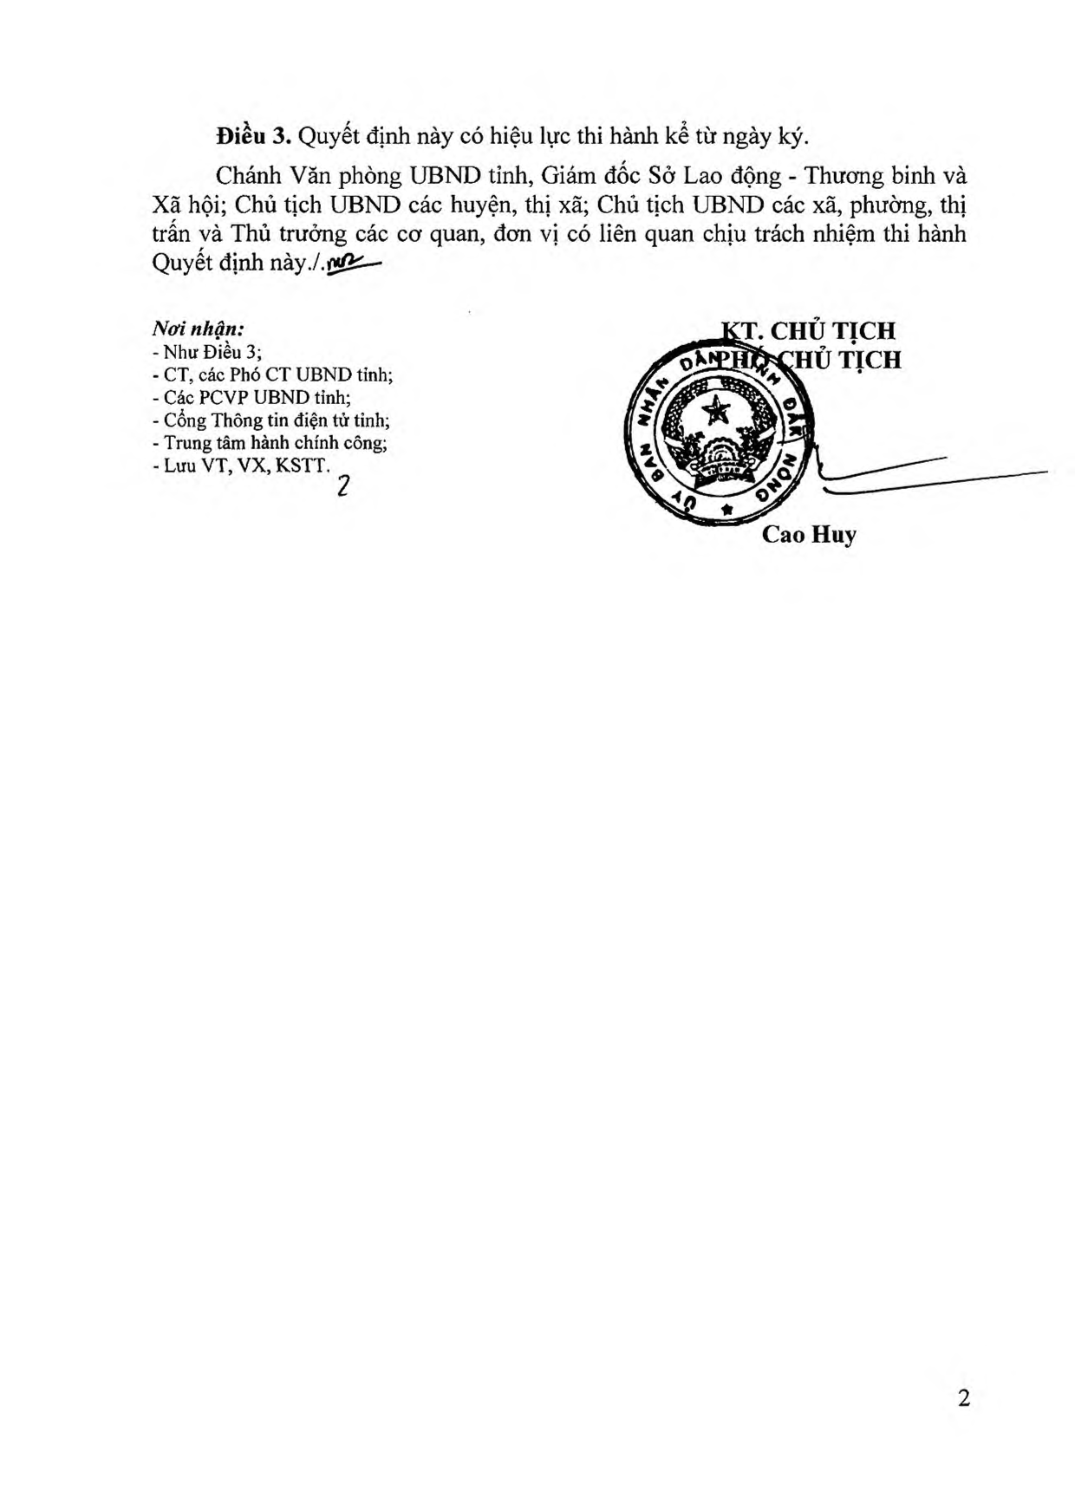 Điều 3. Quyết định này có hiệu lực thi hành kể từ ngày ký.
Chánh Văn phòng UBND tỉnh, Giám đốc Sở Lao động - Thương binh và
Xã hội; Chủ tịch UBND các huyện, thị xã; Chủ tịch UBND các xã, phường, thị
trấn và Thủ trưởng các cơ quan, đơn vị có liên quan chịu trách nhiệm thi hành
Quyết định này./.
Nơi nhận:
- Như Điều 3;
- CT, các Phó CT UBND tỉnh;
- Các PCVP UBND tỉnh;
- Cổng Thông tin điện tử tỉnh;
- Trung tâm hành chính công;
- Lưu VT, VX, KSTT.
2
KT. CHỦ TỊCH
PHÓ CHỦ TỊCH
ỦY BAN NHÂN DÂN TỈNH ĐẮK NÔNG
Cao Huy
2